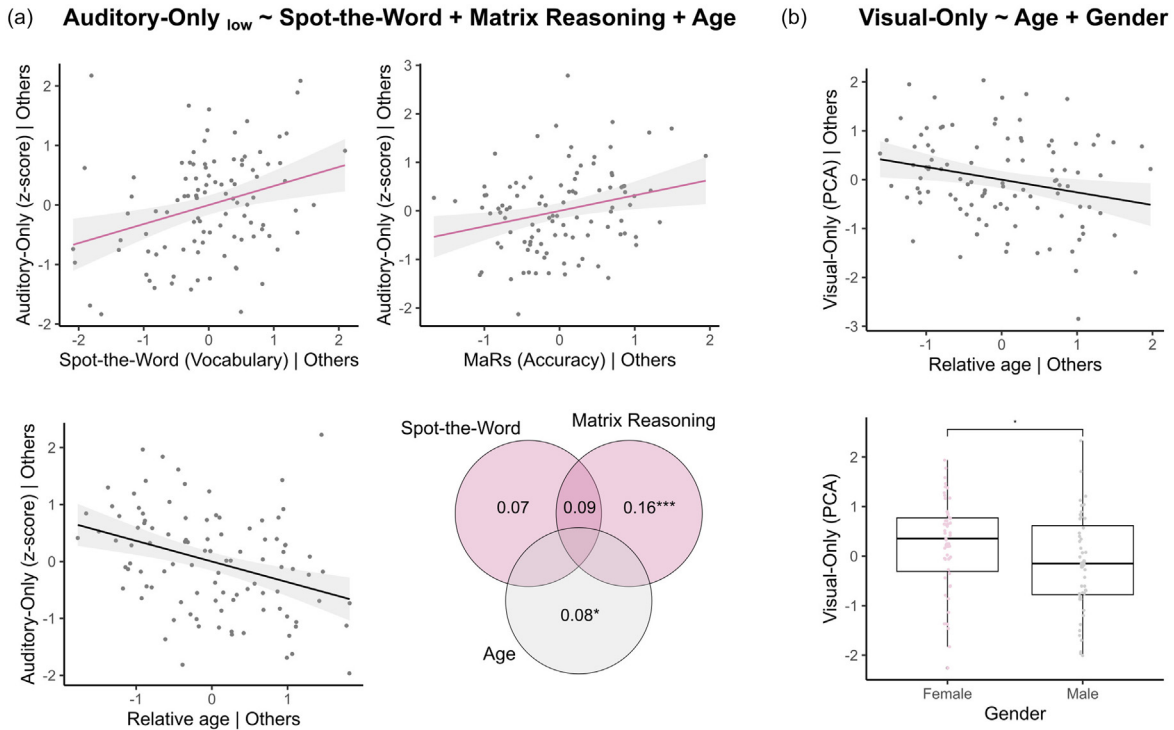 (a) Auditory-Only low ~ Spot-the-Word + Matrix Reasoning + Age
Auditory-Only (z-score) | Others
2
1
0
-1
-2
-2 -1 0 1 2
Spot-the-Word (Vocabulary) | Others
Auditory-Only (z-score) | Others
3
2
1
0
-1
-2
-1 0 1 2
MaRs (Accuracy) | Others
Auditory-Only (z-score) | Others
2
1
0
-1
-2
-1 0 1
Relative age | Others
Spot-the-Word
Matrix Reasoning
0.07 0.09 0.16***
0.08*
Age
(b) Visual-Only ~ Age + Gender
Visual-Only (PCA) | Others
2
1
0
-1
-2
-3
-1 0 1 2
Relative age | Others
Visual-Only (PCA)
2
1
0
-1
-2
Female Male
Gender